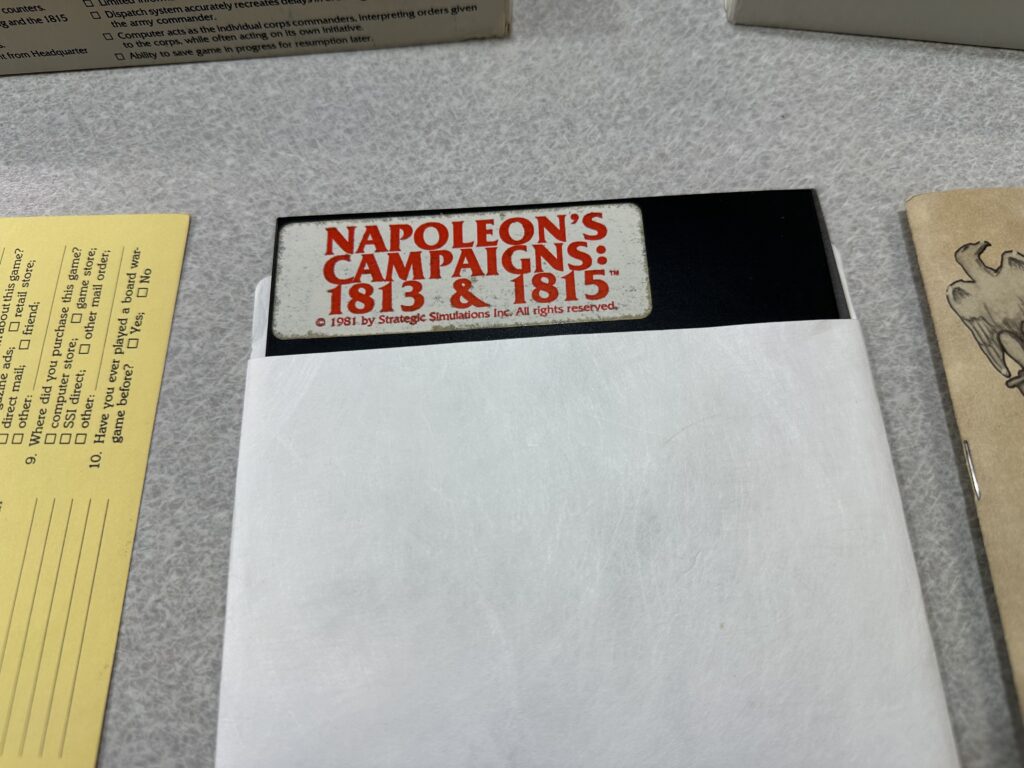 counters.
g and the 1815
s.
nt from Headquarter
☐ Limited
☐ Dispatch system accurately recreates delays
the army commander.
☐ Computer acts as the individual corps commanders, interpreting orders given
to the corps, while often acting on its own initiative.
☐ Ability to save game in progress for resumption later.
NAPOLEON'S
CAMPAIGNS:
1813 & 1815™
© 1981 by Strategic Simulations Inc. All rights reserved.
about this game?
gazine ads; ☐ retail store;
☐ direct mail; ☐ friend;
☐ other:
9. Where did you purchase this game?
☐ computer store; ☐ game store;
☐ SSI direct; ☐ other mail order;
☐ other:
10. Have you ever played a board war-
game before? ☐ Yes; ☐ No